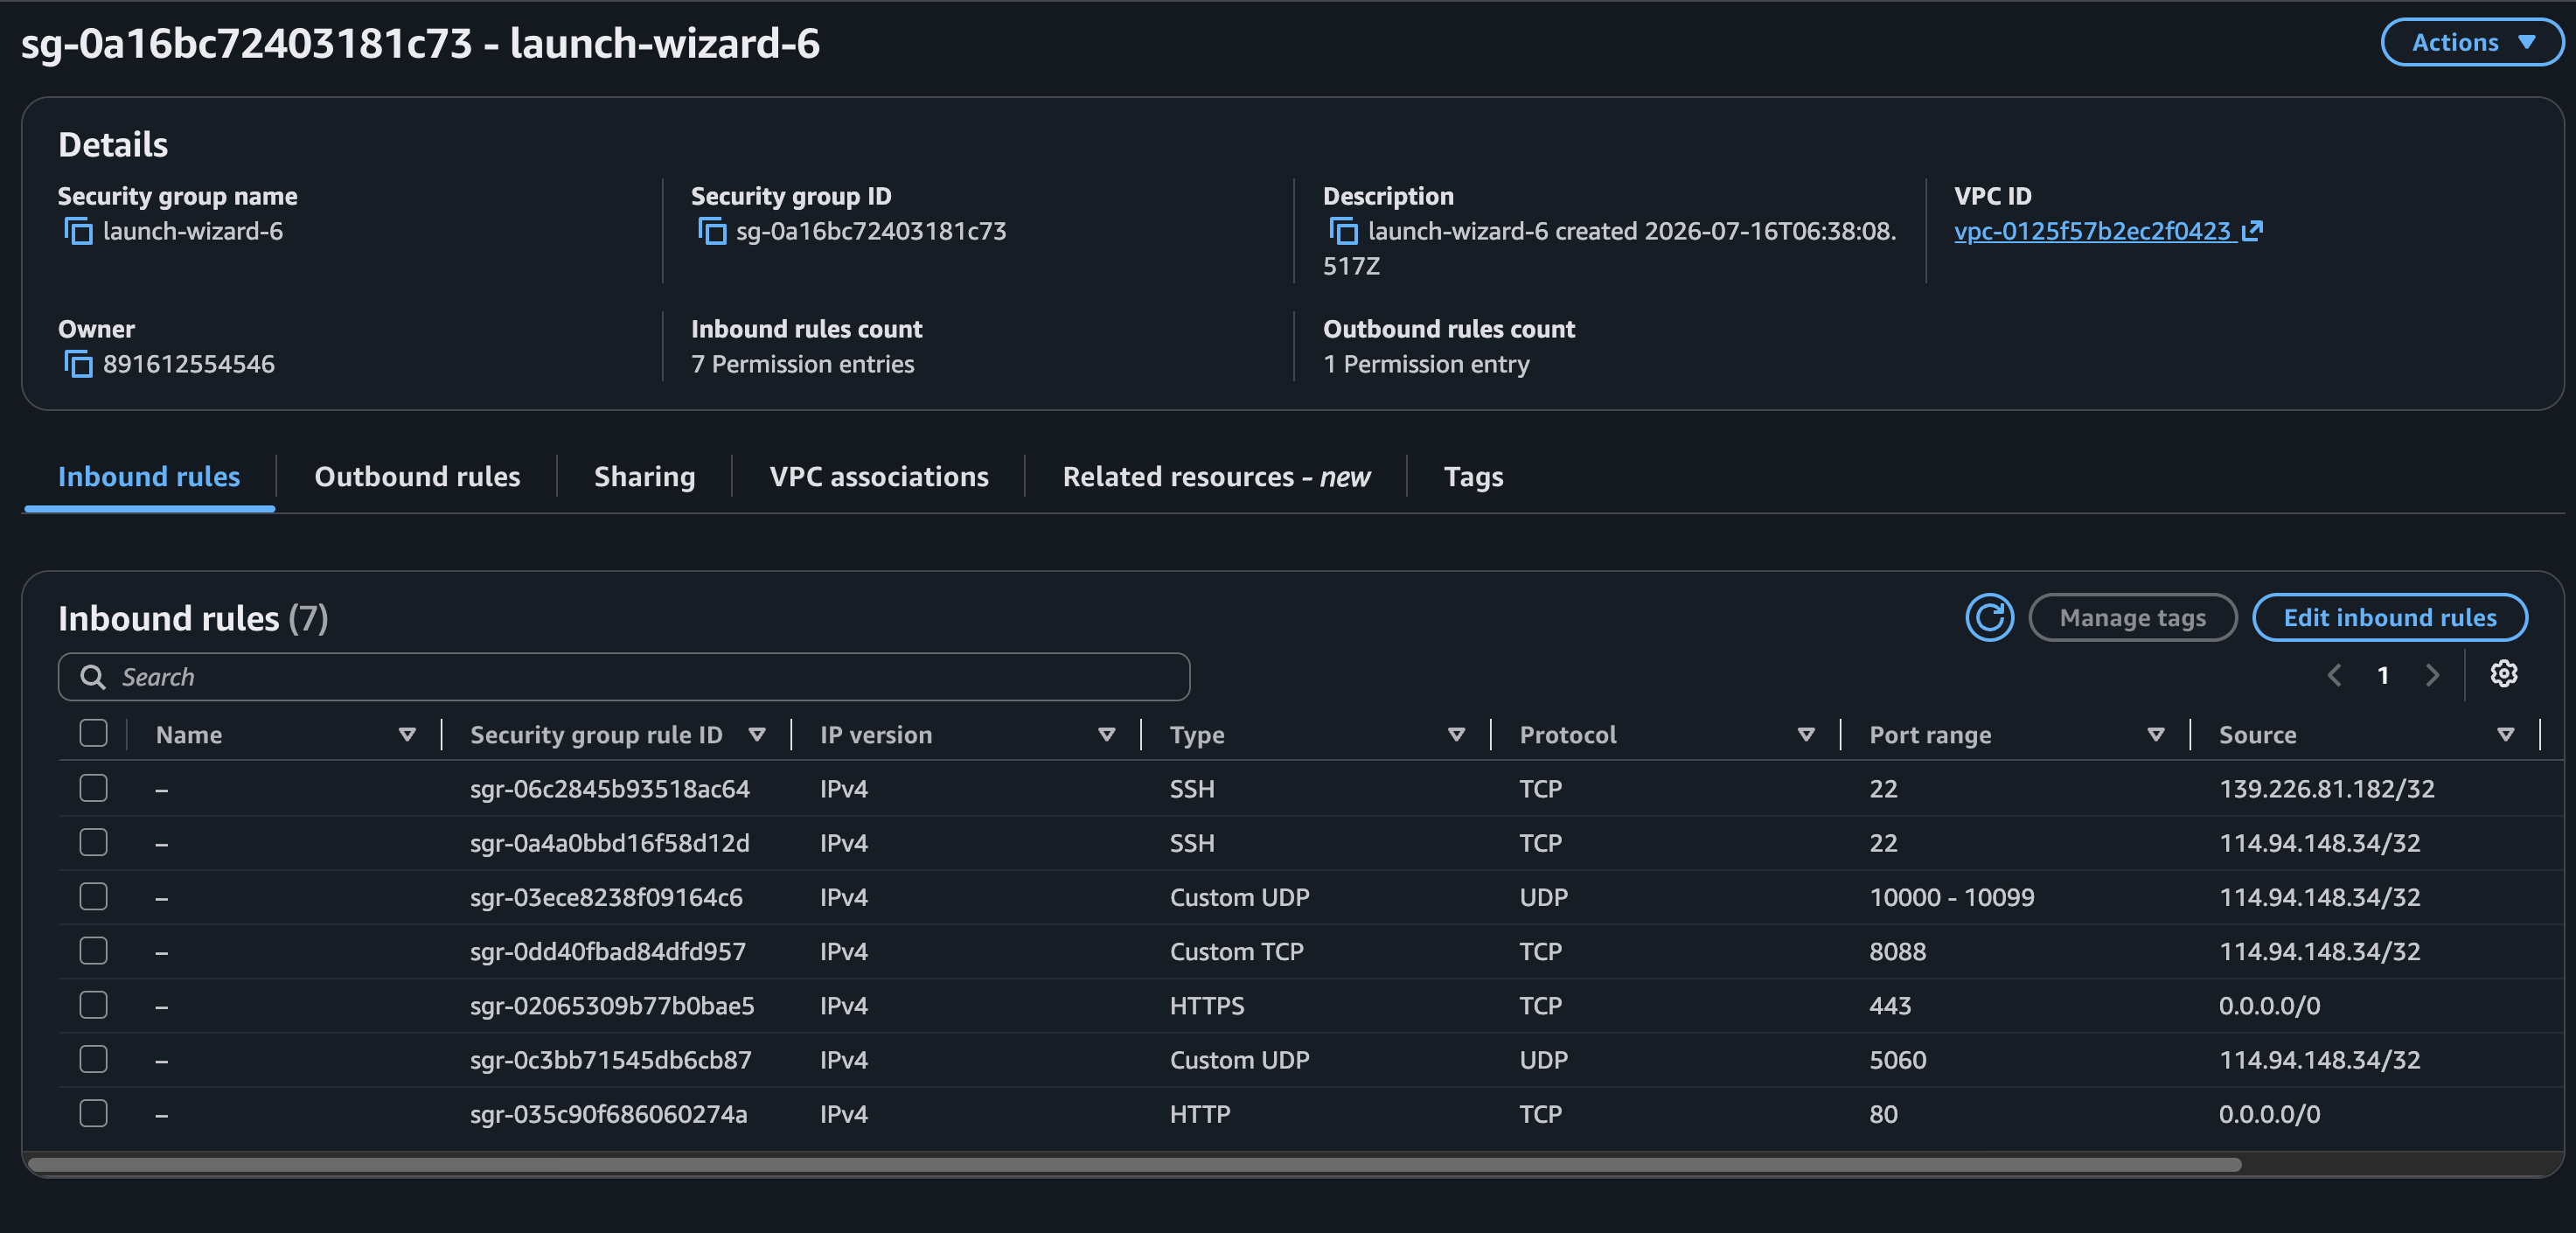 sg-0a16bc72403181c73 - launch-wizard-6
Actions
Details
Security group name
launch-wizard-6
Security group ID
sg-0a16bc72403181c73
Description
launch-wizard-6 created 2026-07-16T06:38:08.
517Z
VPC ID
vpc-0125f57b2ec2f0423
Owner
891612554546
Inbound rules count
7 Permission entries
Outbound rules count
1 Permission entry
Inbound rules Outbound rules Sharing VPC associations Related resources - new Tags
Inbound rules (7)
Manage tags Edit inbound rules
Search
1
Name Security group rule ID IP version Type Protocol Port range Source
– sgr-06c2845b93518ac64 IPv4 SSH TCP 22 139.226.81.182/32
– sgr-0a4a0bbd16f58d12d IPv4 SSH TCP 22 114.94.148.34/32
– sgr-03ece8238f09164c6 IPv4 Custom UDP UDP 10000 - 10099 114.94.148.34/32
– sgr-0dd40fbad84dfd957 IPv4 Custom TCP TCP 8088 114.94.148.34/32
– sgr-02065309b77b0bae5 IPv4 HTTPS TCP 443 0.0.0.0/0
– sgr-0c3bb71545db6cb87 IPv4 Custom UDP UDP 5060 114.94.148.34/32
– sgr-035c90f686060274a IPv4 HTTP TCP 80 0.0.0.0/0